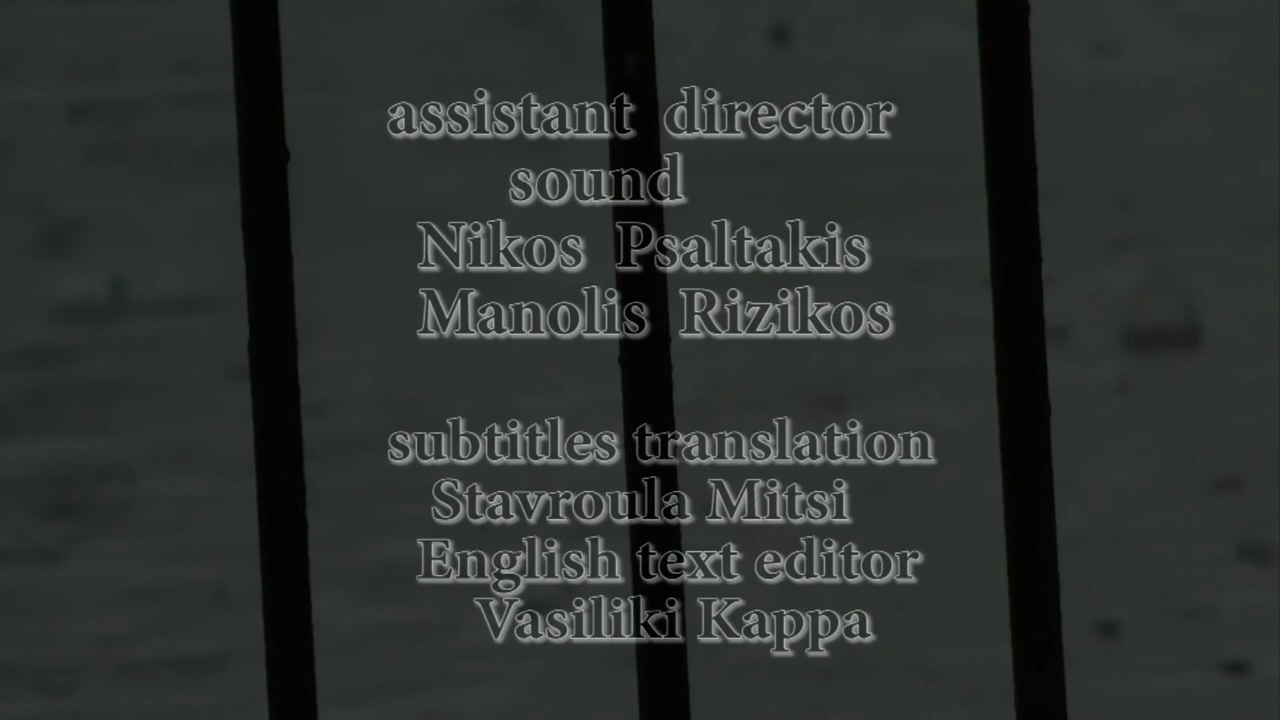 assistant director
sound
Nikos Psaltakis
Manolis Rizikos
subtitles translation
Stavroula Mitsi
English text editor
Vasiliki Kappa